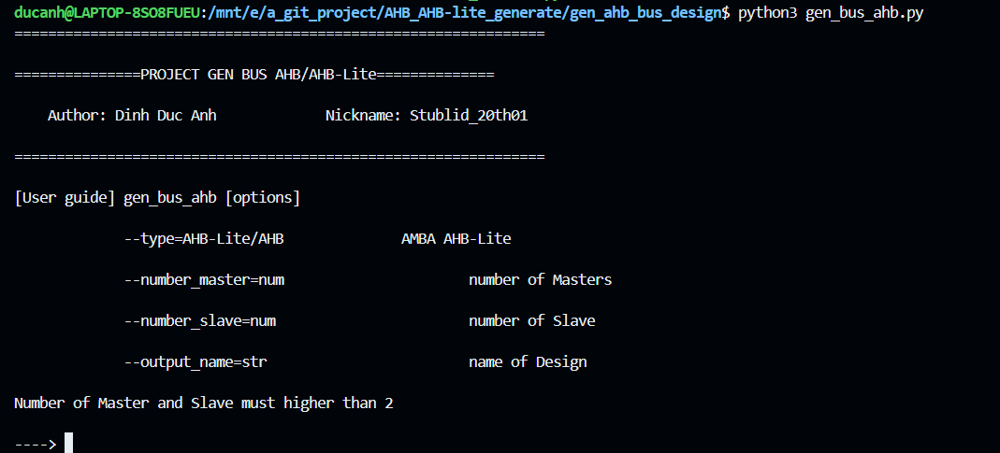 ducanh@LAPTOP-8SO8FUEU:/mnt/e/a_git_project/AHB_AHB-lite_generate/gen_ahb_bus_design$ python3 gen_bus_ahb.py
===============================================================
===============PROJECT GEN BUS AHB/AHB-Lite==============
Author: Dinh Duc Anh Nickname: Stublid_20th01
===============================================================
[User guide] gen_bus_ahb [options]
--type=AHB-Lite/AHB AMBA AHB-Lite
--number_master=num number of Masters
--number_slave=num number of Slave
--output_name=str name of Design
Number of Master and Slave must higher than 2
---->